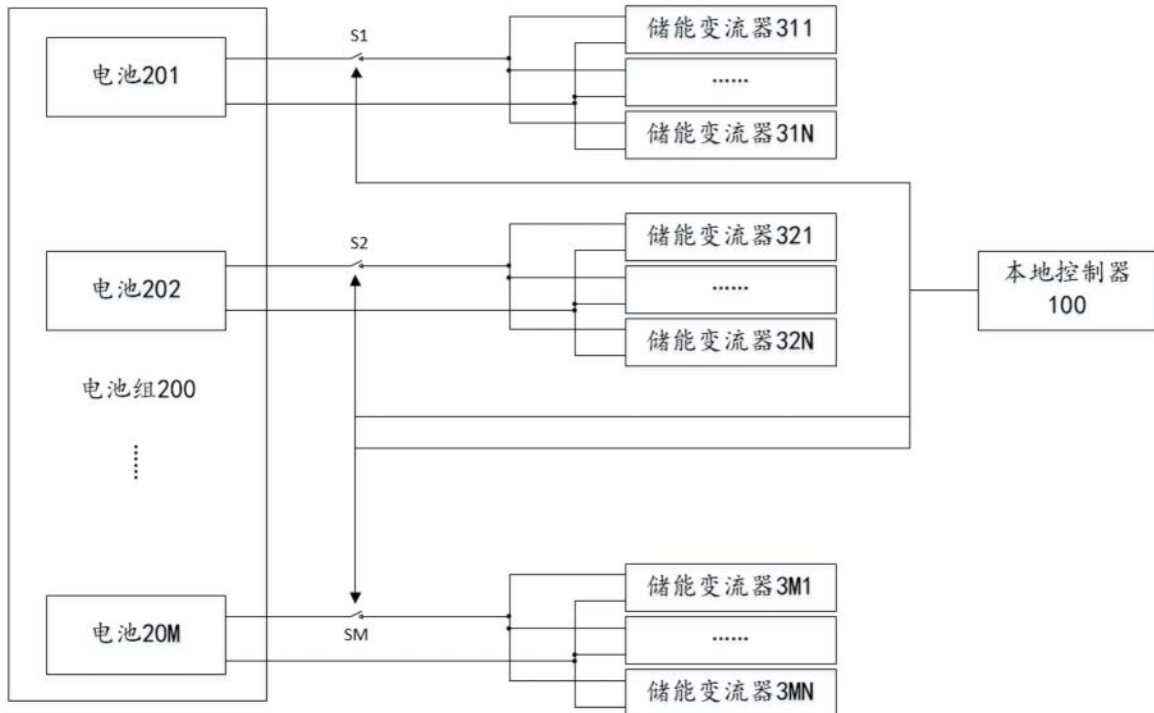 S1
电池201
储能变流器311
......
储能变流器31N
S2
电池202
储能变流器321
......
储能变流器32N
本地控制器
100
电池组200
......
电池20M
SM
储能变流器3M1
......
储能变流器3MN